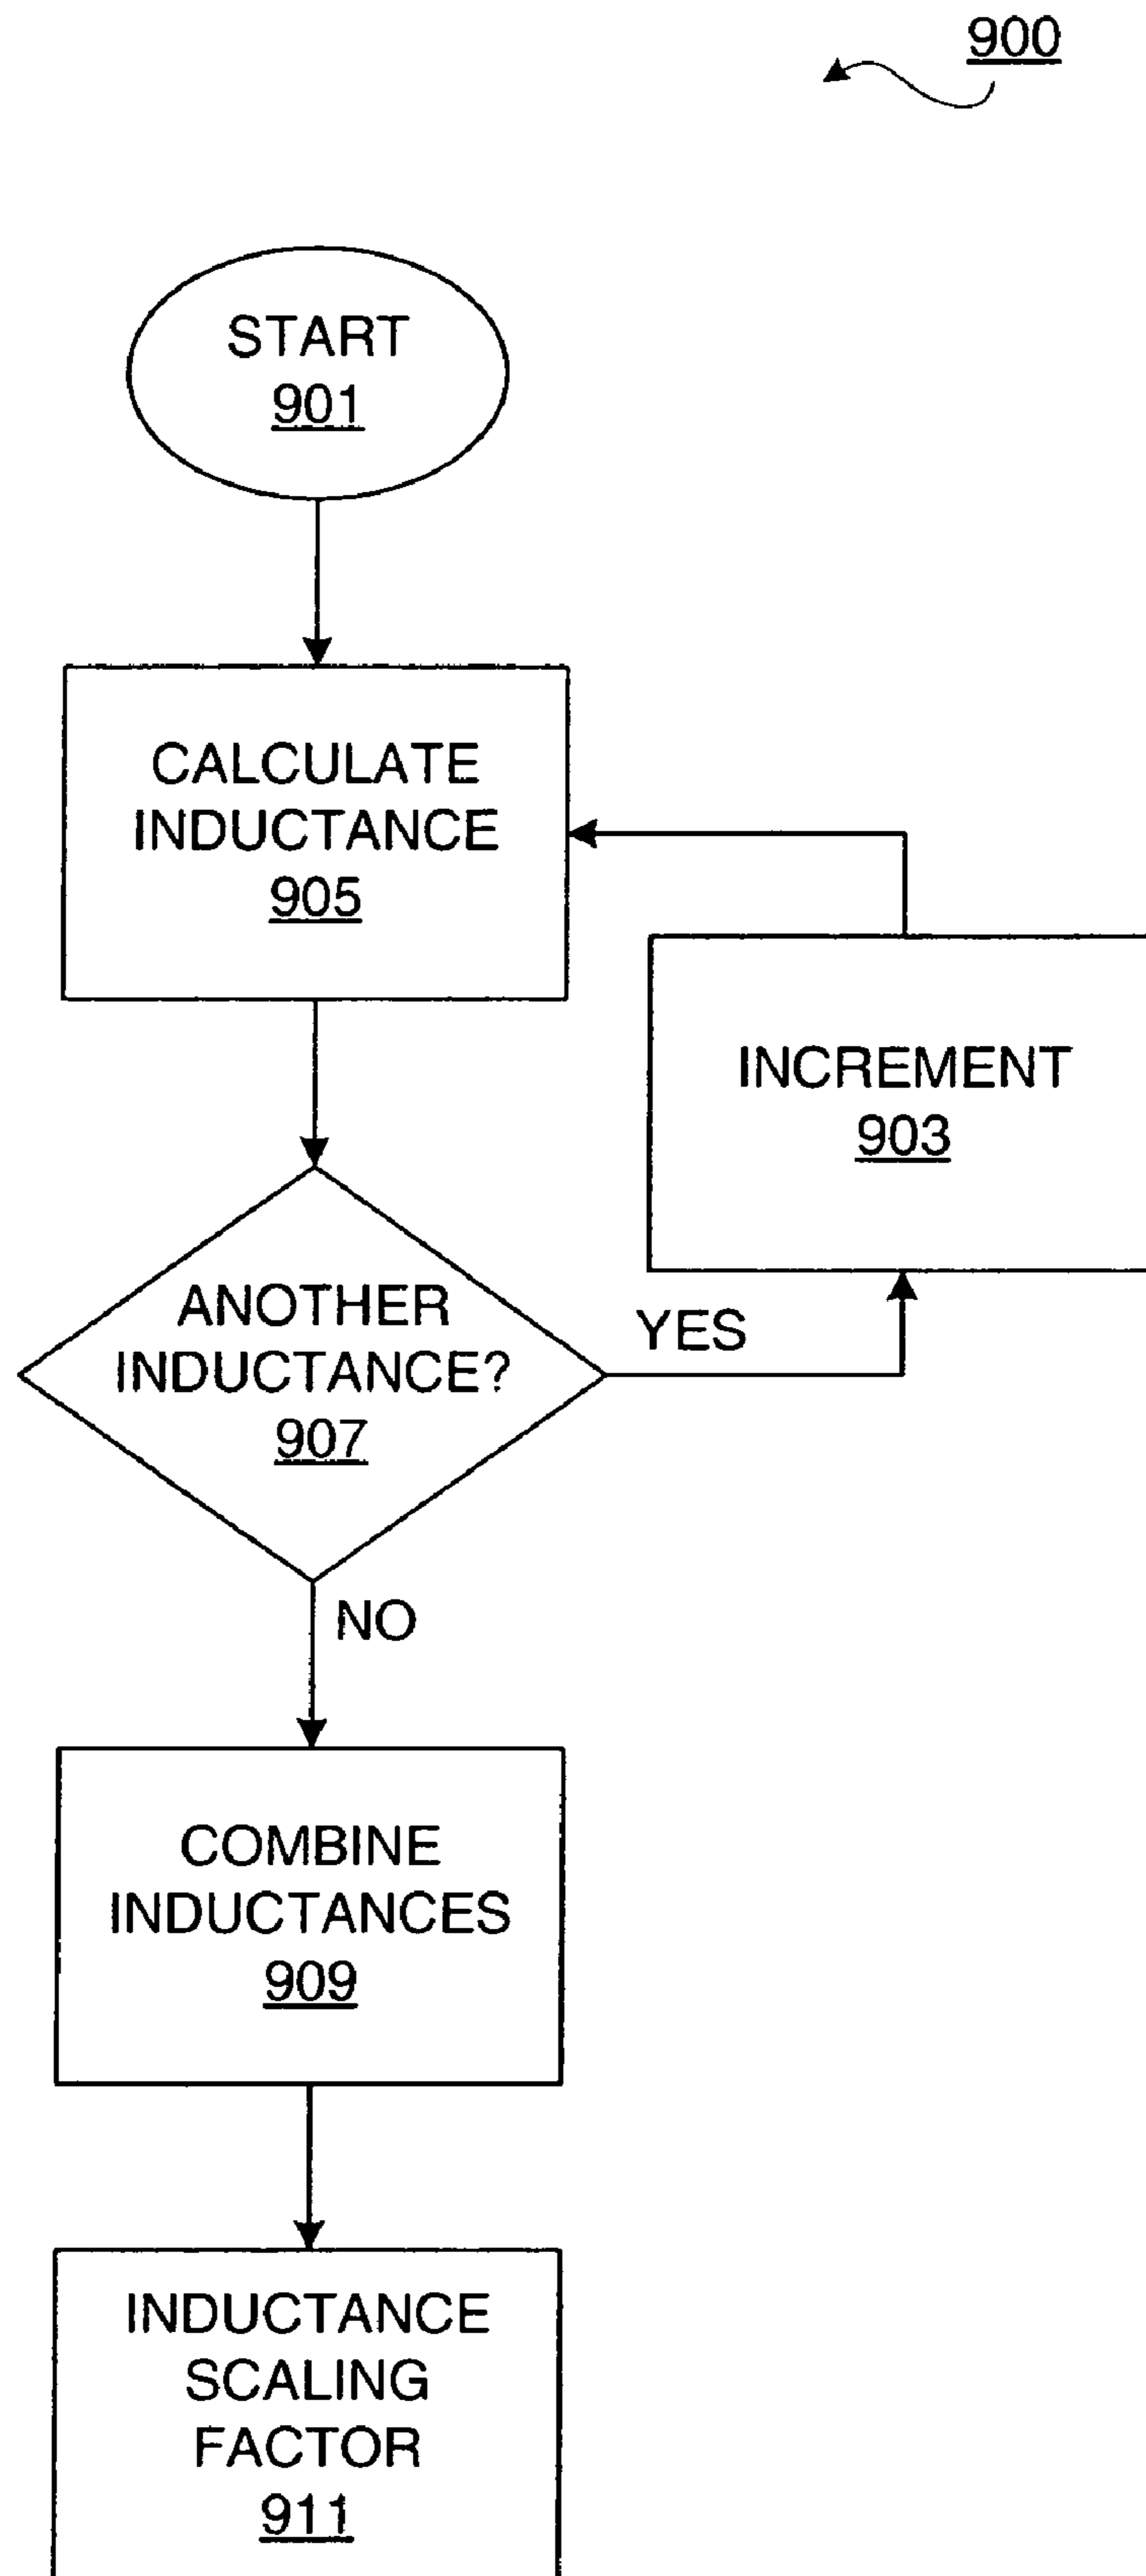 900
START
901
CALCULATE
INDUCTANCE
905
INCREMENT
903
ANOTHER
INDUCTANCE?
907
YES
NO
COMBINE
INDUCTANCES
909
INDUCTANCE
SCALING
FACTOR
911